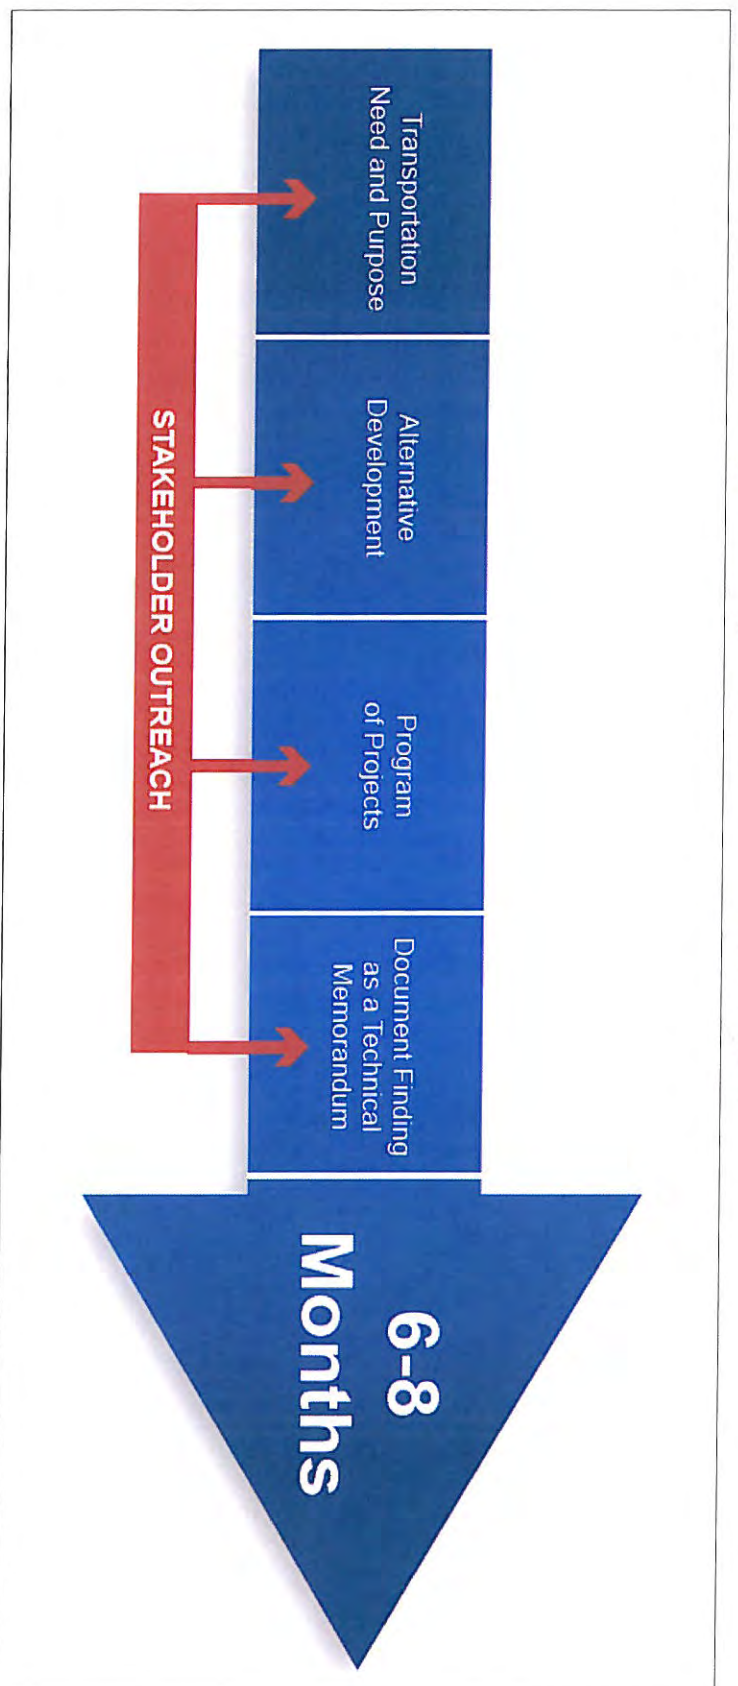 Transportation
Need and Purpose
Alternative
Development
Program
of Projects
Document Finding
as a Technical
Memorandum
6-8
Months
STAKEHOLDER OUTREACH